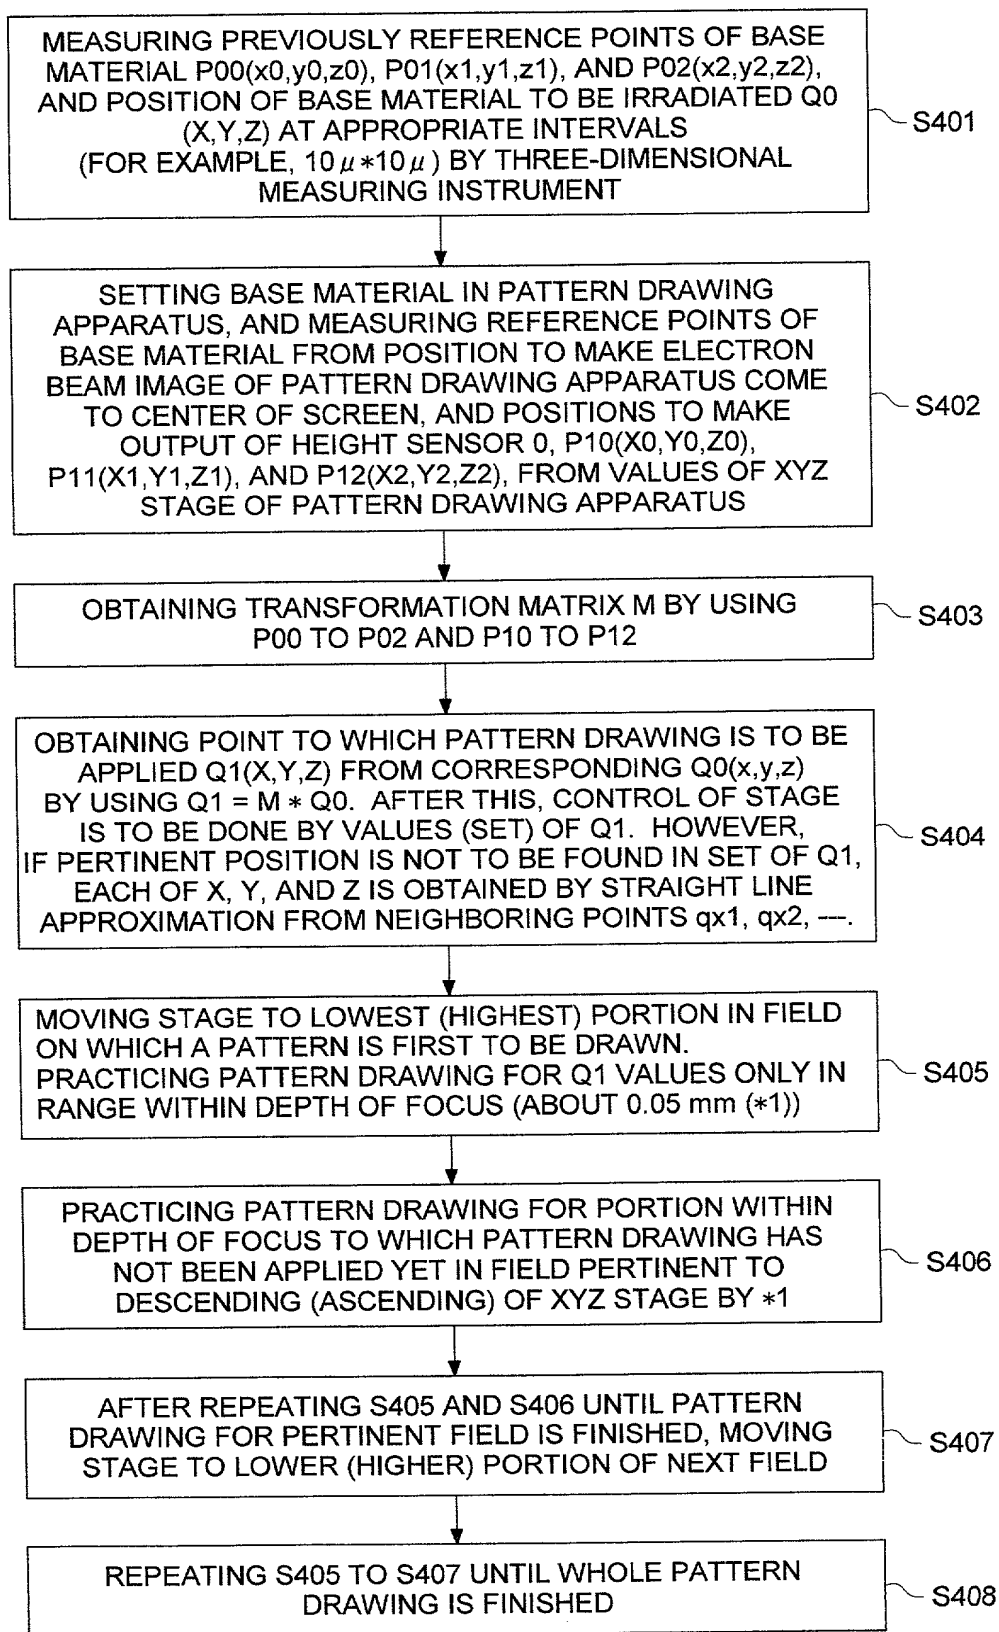 MEASURING PREVIOUSLY REFERENCE POINTS OF BASE
MATERIAL P00(x0,y0,z0), P01(x1,y1,z1), AND P02(x2,y2,z2),
AND POSITION OF BASE MATERIAL TO BE IRRADIATED Q0
(X,Y,Z) AT APPROPRIATE INTERVALS
(FOR EXAMPLE, 10μ*10μ) BY THREE-DIMENSIONAL
MEASURING INSTRUMENT
S401
SETTING BASE MATERIAL IN PATTERN DRAWING
APPARATUS, AND MEASURING REFERENCE POINTS OF
BASE MATERIAL FROM POSITION TO MAKE ELECTRON
BEAM IMAGE OF PATTERN DRAWING APPARATUS COME
TO CENTER OF SCREEN, AND POSITIONS TO MAKE
OUTPUT OF HEIGHT SENSOR 0, P10(X0,Y0,Z0),
P11(X1,Y1,Z1), AND P12(X2,Y2,Z2), FROM VALUES OF XYZ
STAGE OF PATTERN DRAWING APPARATUS
S402
OBTAINING TRANSFORMATION MATRIX M BY USING
P00 TO P02 AND P10 TO P12
S403
OBTAINING POINT TO WHICH PATTERN DRAWING IS TO BE
APPLIED Q1(X,Y,Z) FROM CORRESPONDING Q0(x,y,z)
BY USING Q1 = M * Q0. AFTER THIS, CONTROL OF STAGE
IS TO BE DONE BY VALUES (SET) OF Q1. HOWEVER,
IF PERTINENT POSITION IS NOT TO BE FOUND IN SET OF Q1,
EACH OF X, Y, AND Z IS OBTAINED BY STRAIGHT LINE
APPROXIMATION FROM NEIGHBORING POINTS qx1, qx2, ---.
S404
MOVING STAGE TO LOWEST (HIGHEST) PORTION IN FIELD
ON WHICH A PATTERN IS FIRST TO BE DRAWN.
PRACTICING PATTERN DRAWING FOR Q1 VALUES ONLY IN
RANGE WITHIN DEPTH OF FOCUS (ABOUT 0.05 mm (*1))
S405
PRACTICING PATTERN DRAWING FOR PORTION WITHIN
DEPTH OF FOCUS TO WHICH PATTERN DRAWING HAS
NOT BEEN APPLIED YET IN FIELD PERTINENT TO
DESCENDING (ASCENDING) OF XYZ STAGE BY *1
S406
AFTER REPEATING S405 AND S406 UNTIL PATTERN
DRAWING FOR PERTINENT FIELD IS FINISHED, MOVING
STAGE TO LOWER (HIGHER) PORTION OF NEXT FIELD
S407
REPEATING S405 TO S407 UNTIL WHOLE PATTERN
DRAWING IS FINISHED
S408